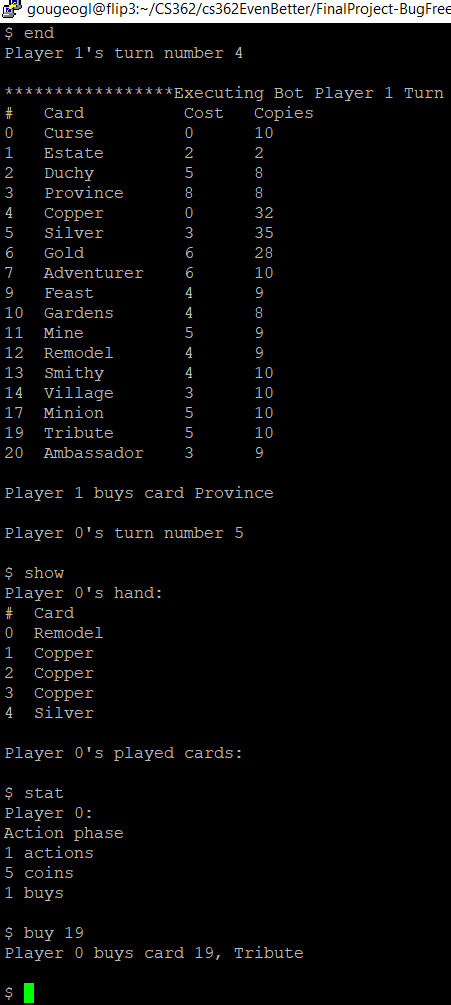 gougeogl@flip3:~/CS362/cs362EvenBetter/FinalProject-BugFree
$ end
Player 1's turn number 4
*****************Executing Bot Player 1 Turn
# Card Cost Copies
0 Curse 0 10
1 Estate 2 2
2 Duchy 5 8
3 Province 8 8
4 Copper 0 32
5 Silver 3 35
6 Gold 6 28
7 Adventurer 6 10
9 Feast 4 9
10 Gardens 4 8
11 Mine 5 9
12 Remodel 4 9
13 Smithy 4 10
14 Village 3 10
17 Minion 5 10
19 Tribute 5 10
20 Ambassador 3 9
Player 1 buys card Province
Player 0's turn number 5
$ show
Player 0's hand:
# Card
0 Remodel
1 Copper
2 Copper
3 Copper
4 Silver
Player 0's played cards:
$ stat
Player 0:
Action phase
1 actions
5 coins
1 buys
$ buy 19
Player 0 buys card 19, Tribute
$